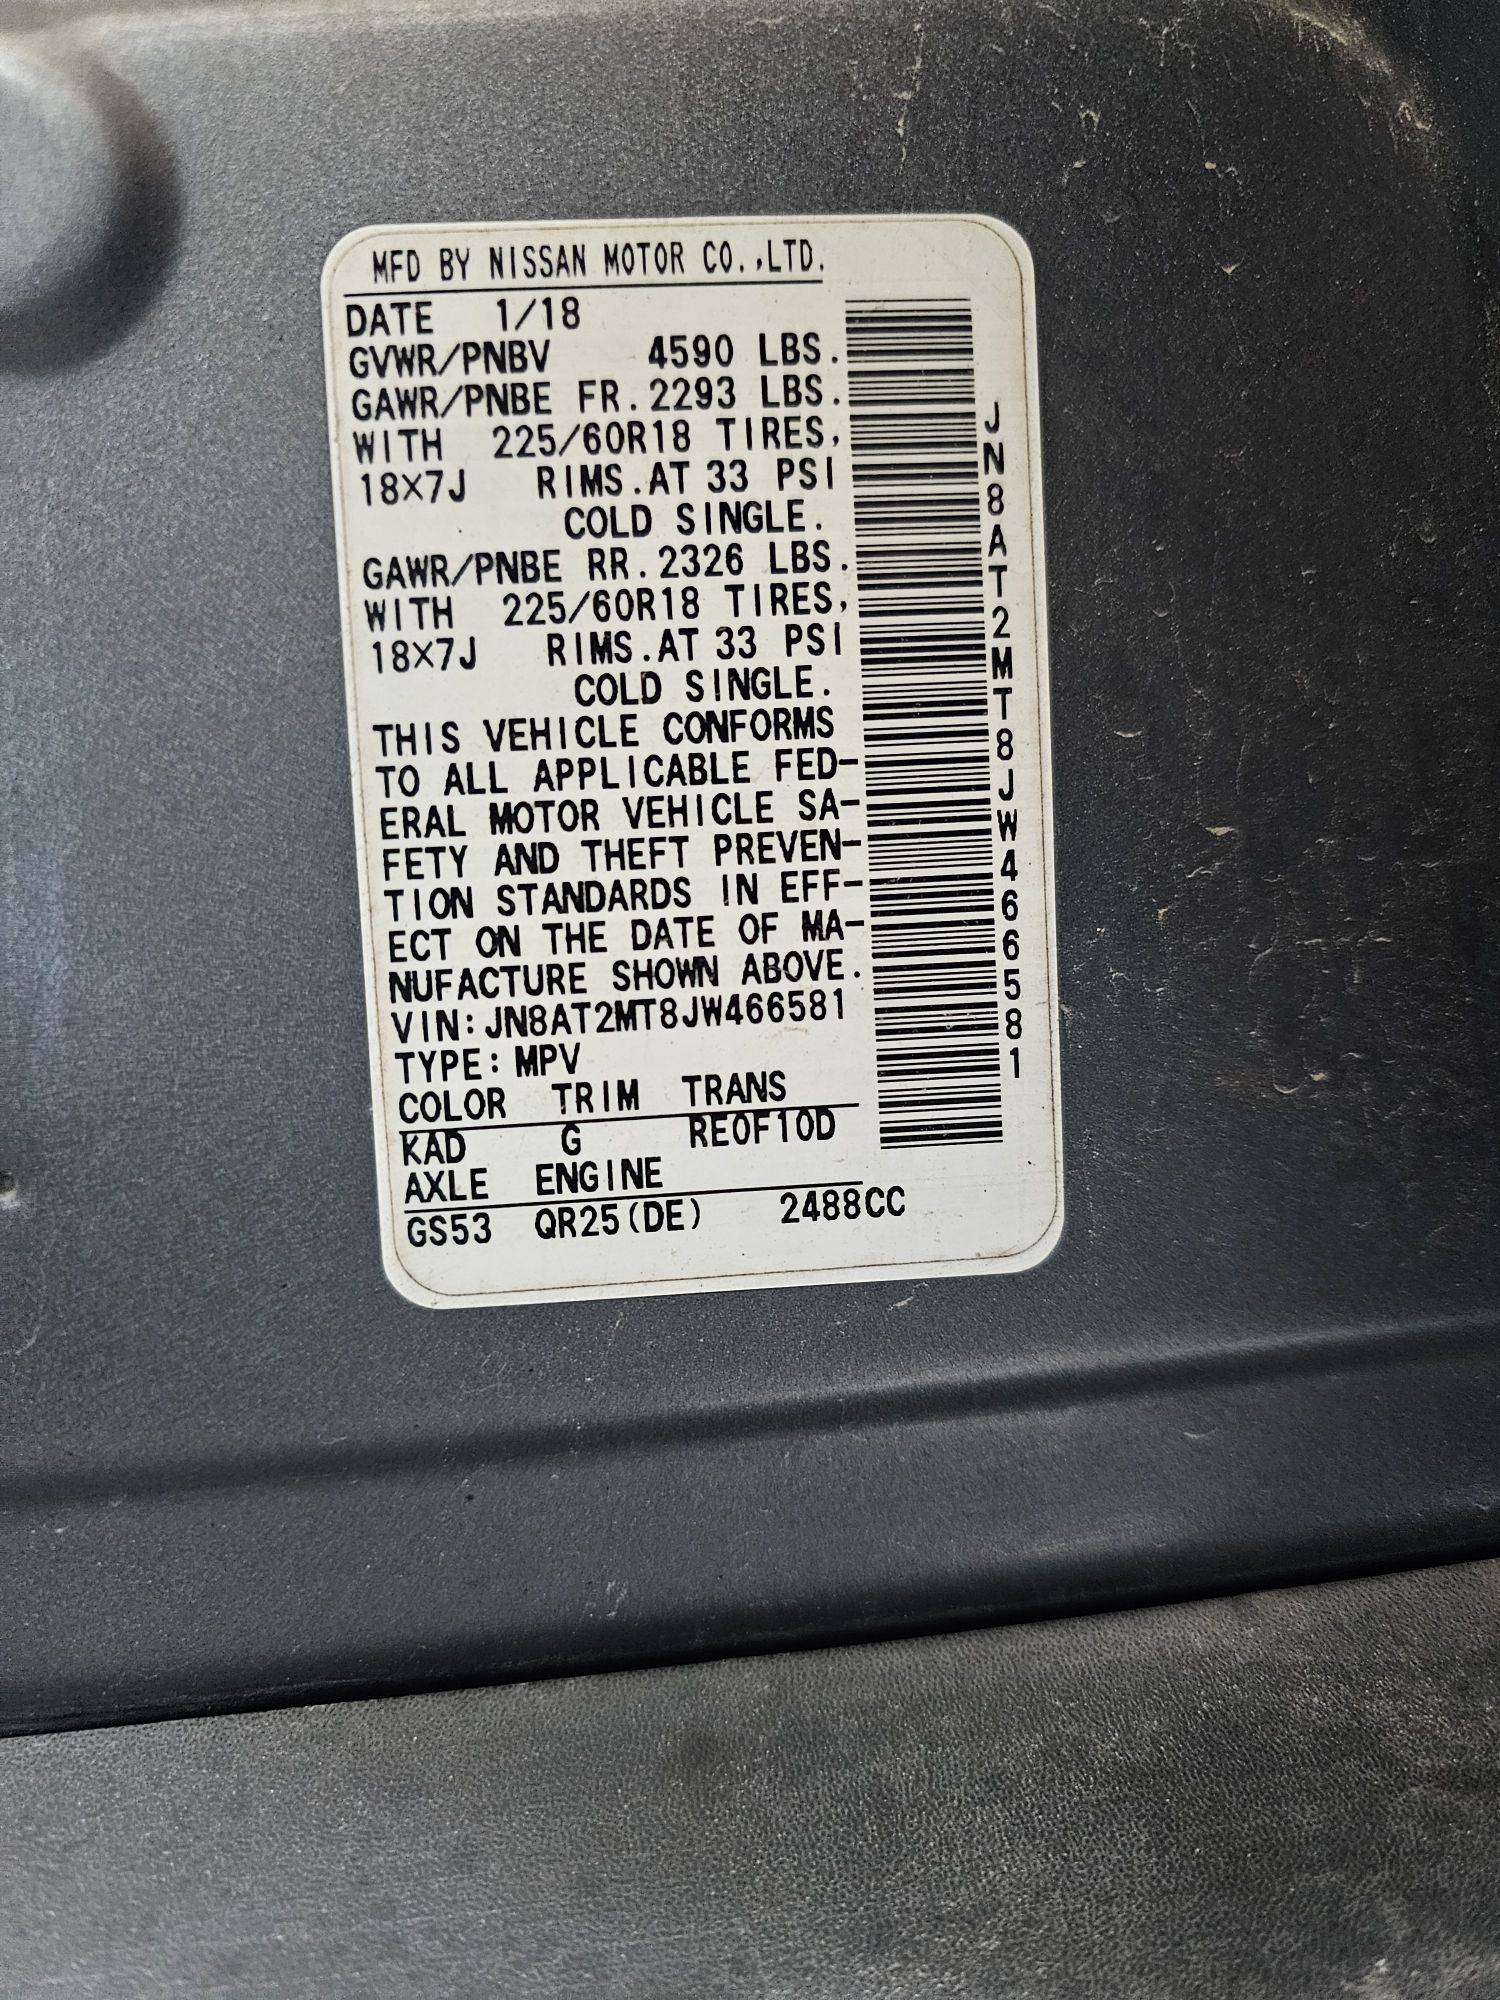 MFD BY NISSAN MOTOR CO.,LTD.
DATE 1/18
GVWR/PNBV 4590 LBS.
GAWR/PNBE FR.2293 LBS.
WITH 225/60R18 TIRES,
18×7J RIMS.AT 33 PSI
COLD SINGLE.
GAWR/PNBE RR.2326 LBS.
WITH 225/60R18 TIRES,
18×7J RIMS.AT 33 PSI
COLD SINGLE.
THIS VEHICLE CONFORMS
TO ALL APPLICABLE FED-
ERAL MOTOR VEHICLE SA-
FETY AND THEFT PREVEN-
TION STANDARDS IN EFF-
ECT ON THE DATE OF MA-
NUFACTURE SHOWN ABOVE.
VIN:JN8AT2MT8JW466581
TYPE:MPV
COLOR TRIM TRANS
KAD G RE0F10D
AXLE ENGINE
GS53 QR25(DE) 2488CC
JN8AT2MT8JW466581